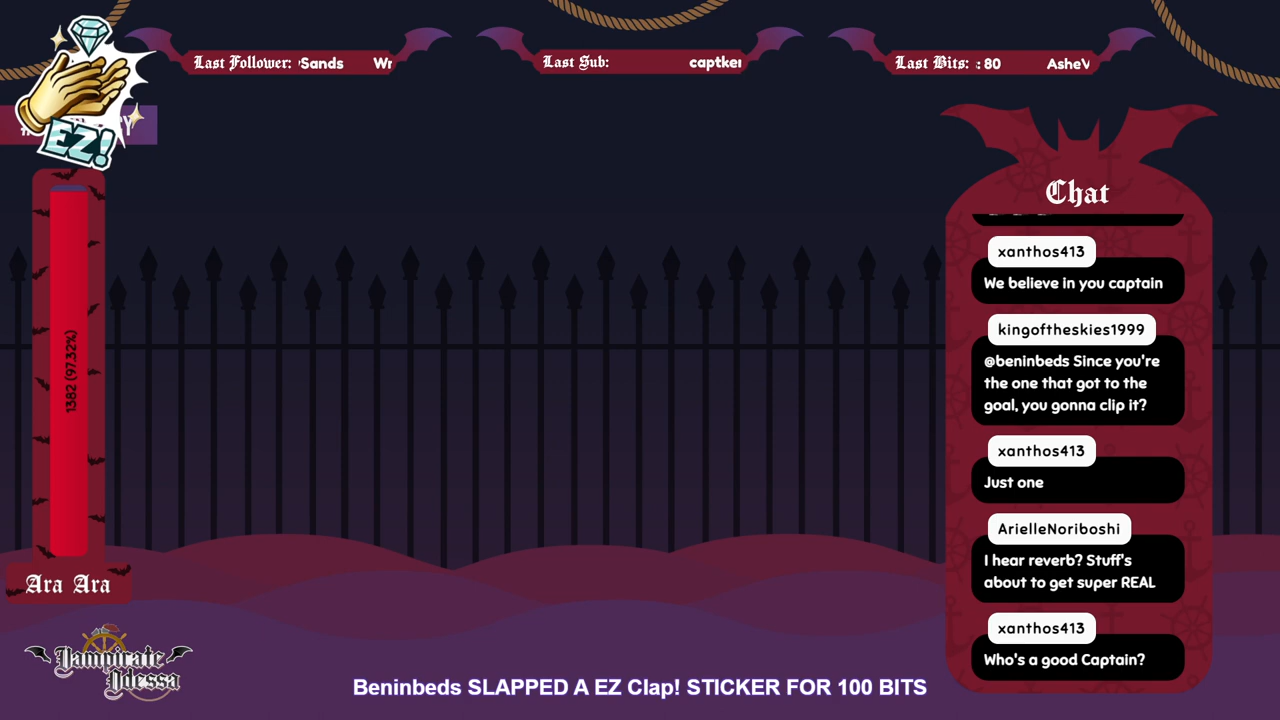 Last Follower: Sands Wr
Last Sub: captker
Last Bits: : 80 AsheV
EZ!
Chat
xanthos413
We believe in you captain
kingoftheskies1999
@beninbeds Since you're
the one that got to the
goal, you gonna clip it?
xanthos413
Just one
ArielleNoriboshi
I hear reverb? Stuff's
about to get super REAL
xanthos413
Who's a good Captain?
1382 (97.32%)
Ara Ara
Vampirate
Odessa
Beninbeds SLAPPED A EZ Clap! STICKER FOR 100 BITS